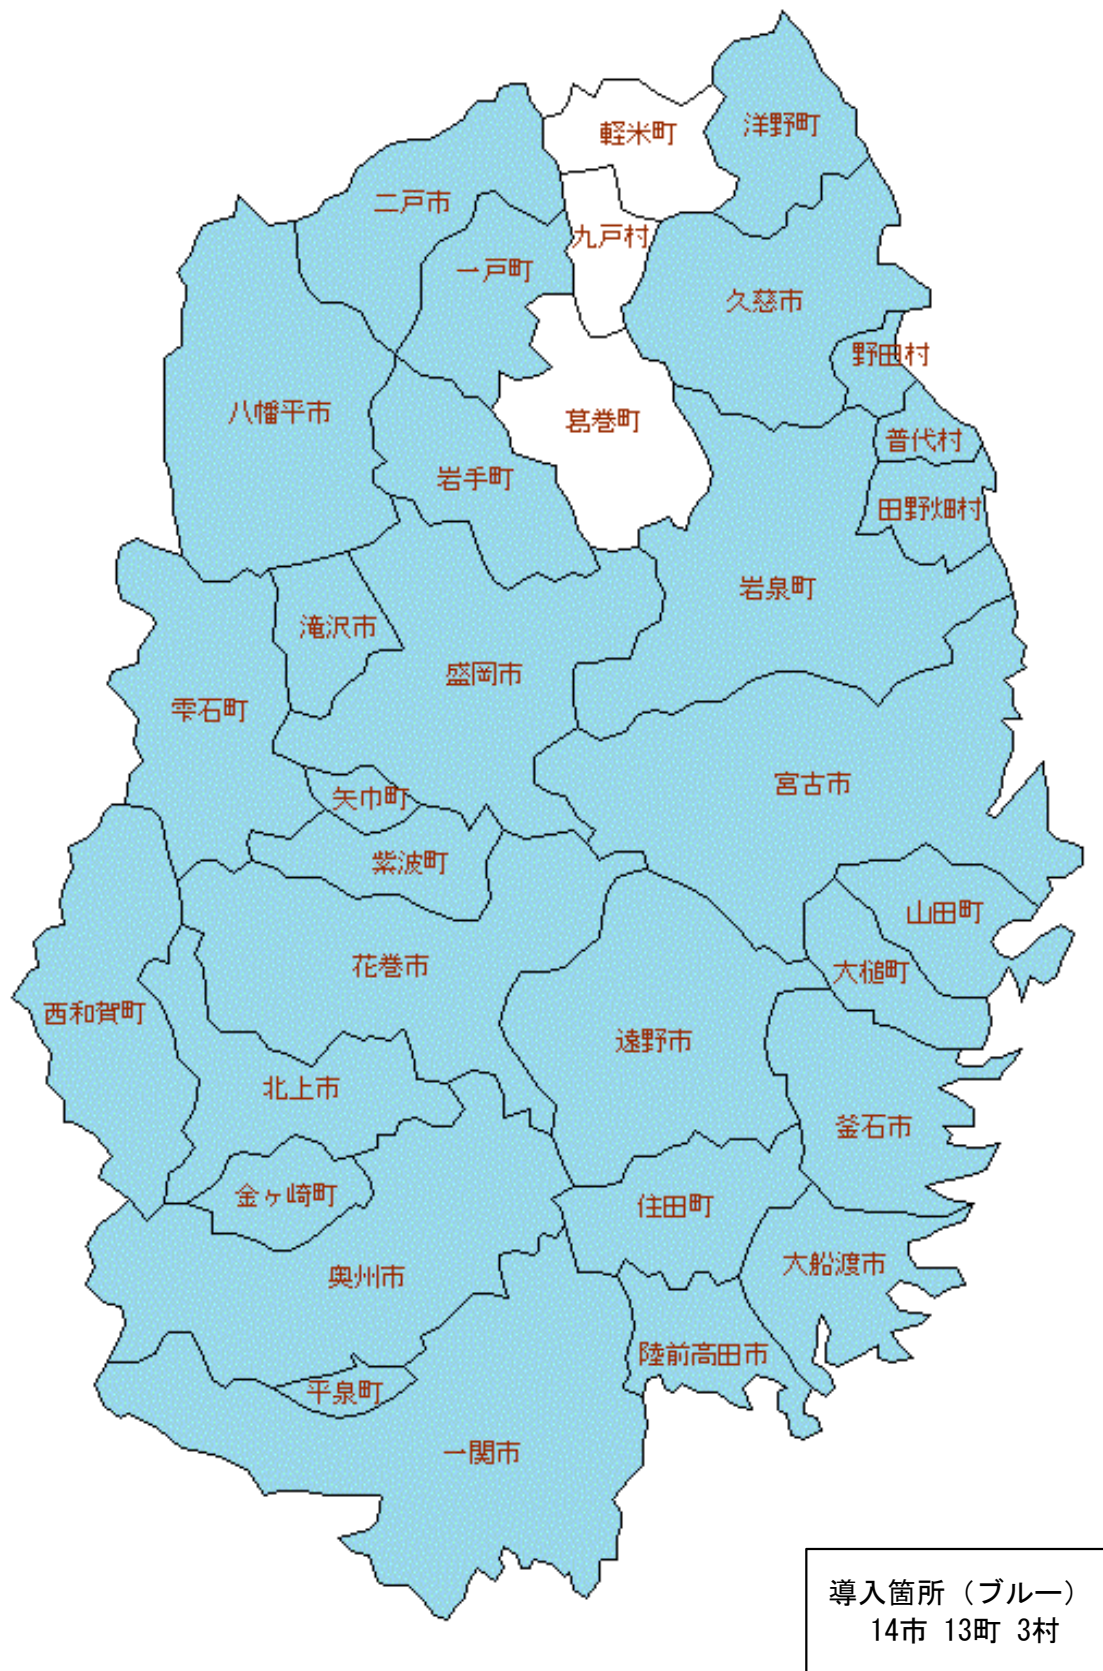 洋野町
軽米町
二戸市
九戸村
一戸町
久慈市
野田村
八幡平市
葛巻町
普代村
岩手町
田野畑村
岩泉町
滝沢市
盛岡市
雫石町
宮古市
矢巾町
紫波町
山田町
花巻市
大槌町
西和賀町
遠野市
北上市
釜石市
金ヶ崎町
住田町
大船渡市
奥州市
陸前高田市
平泉町
一関市
導入箇所（ブルー）
14市 13町 3村